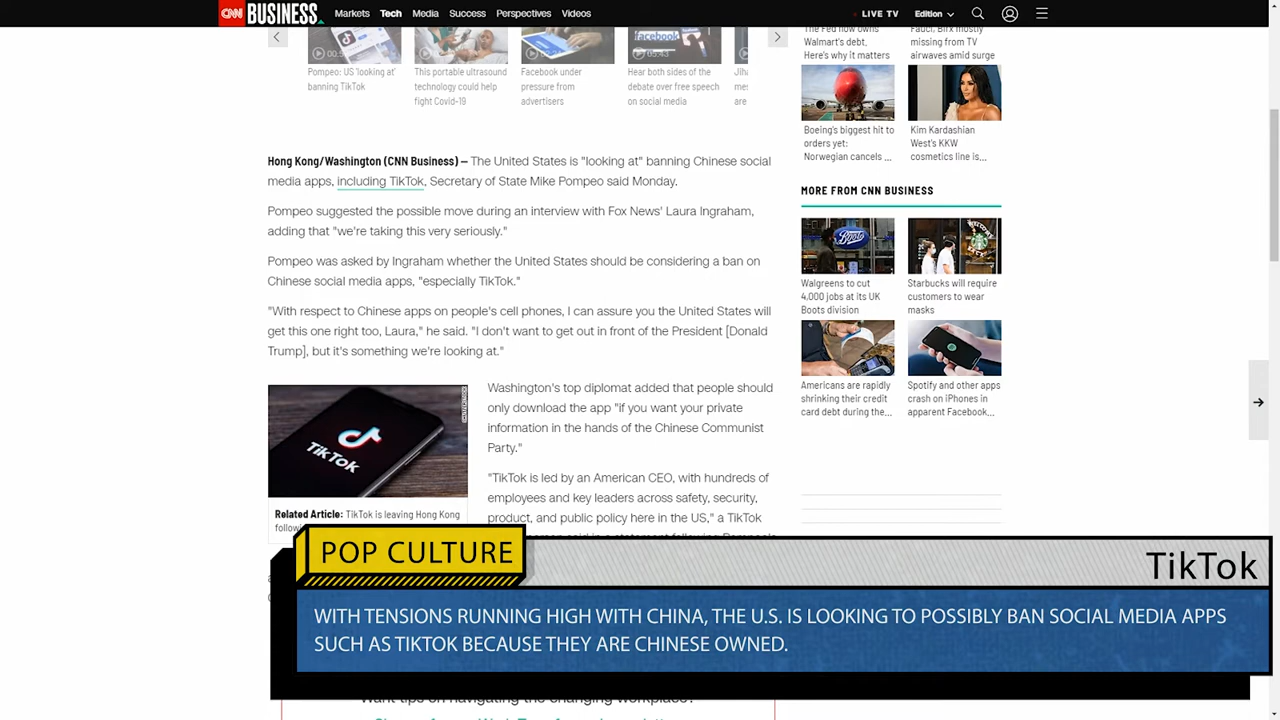 CNN BUSINESS
Markets Tech Media Success Perspectives Videos
LIVE TV Edition
Pompeo: US 'looking at'
banning TikTok
This portable ultrasound
technology could help
fight Covid-19
Facebook under
pressure from
advertisers
Hear both sides of the
debate over free speech
on social media
Hong Kong/Washington (CNN Business) — The United States is "looking at" banning Chinese social
media apps, including TikTok, Secretary of State Mike Pompeo said Monday.
Pompeo suggested the possible move during an interview with Fox News' Laura Ingraham,
adding that "we're taking this very seriously."
Pompeo was asked by Ingraham whether the United States should be considering a ban on
Chinese social media apps, "especially TikTok."
"With respect to Chinese apps on people's cell phones, I can assure you the United States will
get this one right too, Laura," he said. "I don't want to get out in front of the President [Donald
Trump], but it's something we're looking at."
TikTok
Related Article: TikTok is leaving Hong Kong
Washington's top diplomat added that people should
only download the app "if you want your private
information in the hands of the Chinese Communist
Party."
"TikTok is led by an American CEO, with hundreds of
employees and key leaders across safety, security,
product, and public policy here in the US," a TikTok
The Fed now owns
Walmart's debt.
Here's why it matters
Fauci, Birx mostly
missing from TV
airwaves amid surge
Boeing's biggest hit to
orders yet:
Norwegian cancels ...
Kim Kardashian
West's KKW
cosmetics line is...
MORE FROM CNN BUSINESS
Boots
Walgreens to cut
4,000 jobs at its UK
Boots division
Starbucks will require
customers to wear
masks
Americans are rapidly
shrinking their credit
card debt during the...
Spotify and other apps
crash on iPhones in
apparent Facebook...
POP CULTURE
TikTok
WITH TENSIONS RUNNING HIGH WITH CHINA, THE U.S. IS LOOKING TO POSSIBLY BAN SOCIAL MEDIA APPS
SUCH AS TIKTOK BECAUSE THEY ARE CHINESE OWNED.